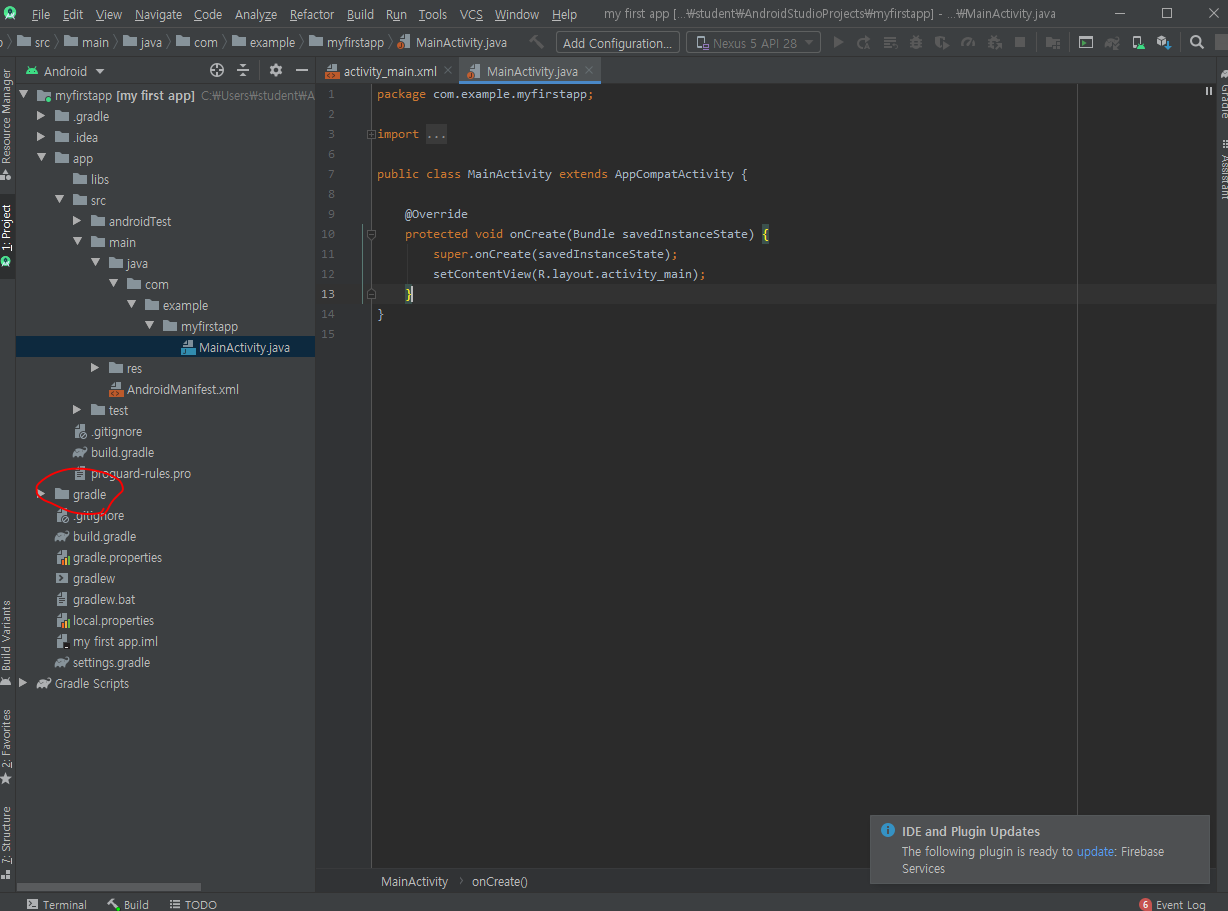 File Edit View Navigate Code Analyze Refactor Build Run Tools VCS Window Help my first app [...₩student₩AndroidStudioProjects₩myfirstapp] - ...₩MainActivity.java
src main java com example myfirstapp MainActivity.java Add Configuration... Nexus 5 API 28
Android
activity_main.xml MainActivity.java
Resource Manager
1: Project
Build Variants
2: Favorites
7: Structure
myfirstapp [my first app] C:₩Users₩student₩A
.gradle
.idea
app
libs
src
androidTest
main
java
com
example
myfirstapp
MainActivity.java
res
AndroidManifest.xml
test
.gitignore
build.gradle
proguard-rules.pro
gradle
.gitignore
build.gradle
gradle.properties
gradlew
gradlew.bat
local.properties
my first app.iml
settings.gradle
Gradle Scripts
1 package com.example.myfirstapp;
2
3 import ...
6
7 public class MainActivity extends AppCompatActivity {
8
9 @Override
10 protected void onCreate(Bundle savedInstanceState) {
11 super.onCreate(savedInstanceState);
12 setContentView(R.layout.activity_main);
13 }
14 }
15
Gradle
Assistant
IDE and Plugin Updates
The following plugin is ready to update: Firebase
Services
MainActivity onCreate()
Terminal Build TODO 6 Event Log